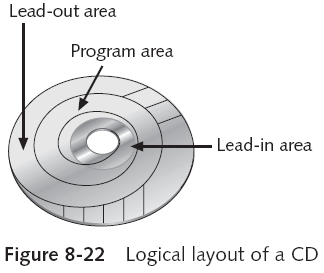 Lead-out area
Program area
Lead-in area
Figure 8-22 Logical layout of a CD